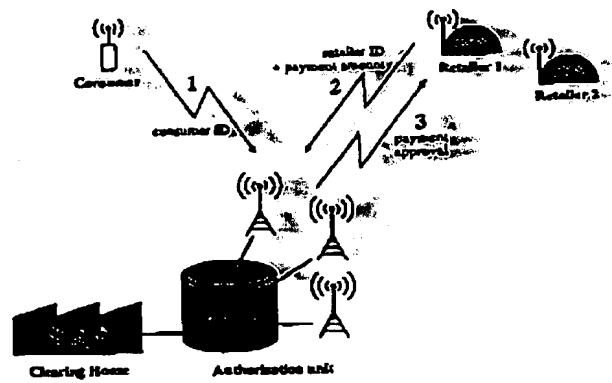 Consumer
1
consumer ID
retailer ID
+ payment amount
2
Retailer 1
Retailer 2
3
payment
approval
Clearing House
Authorisation unit